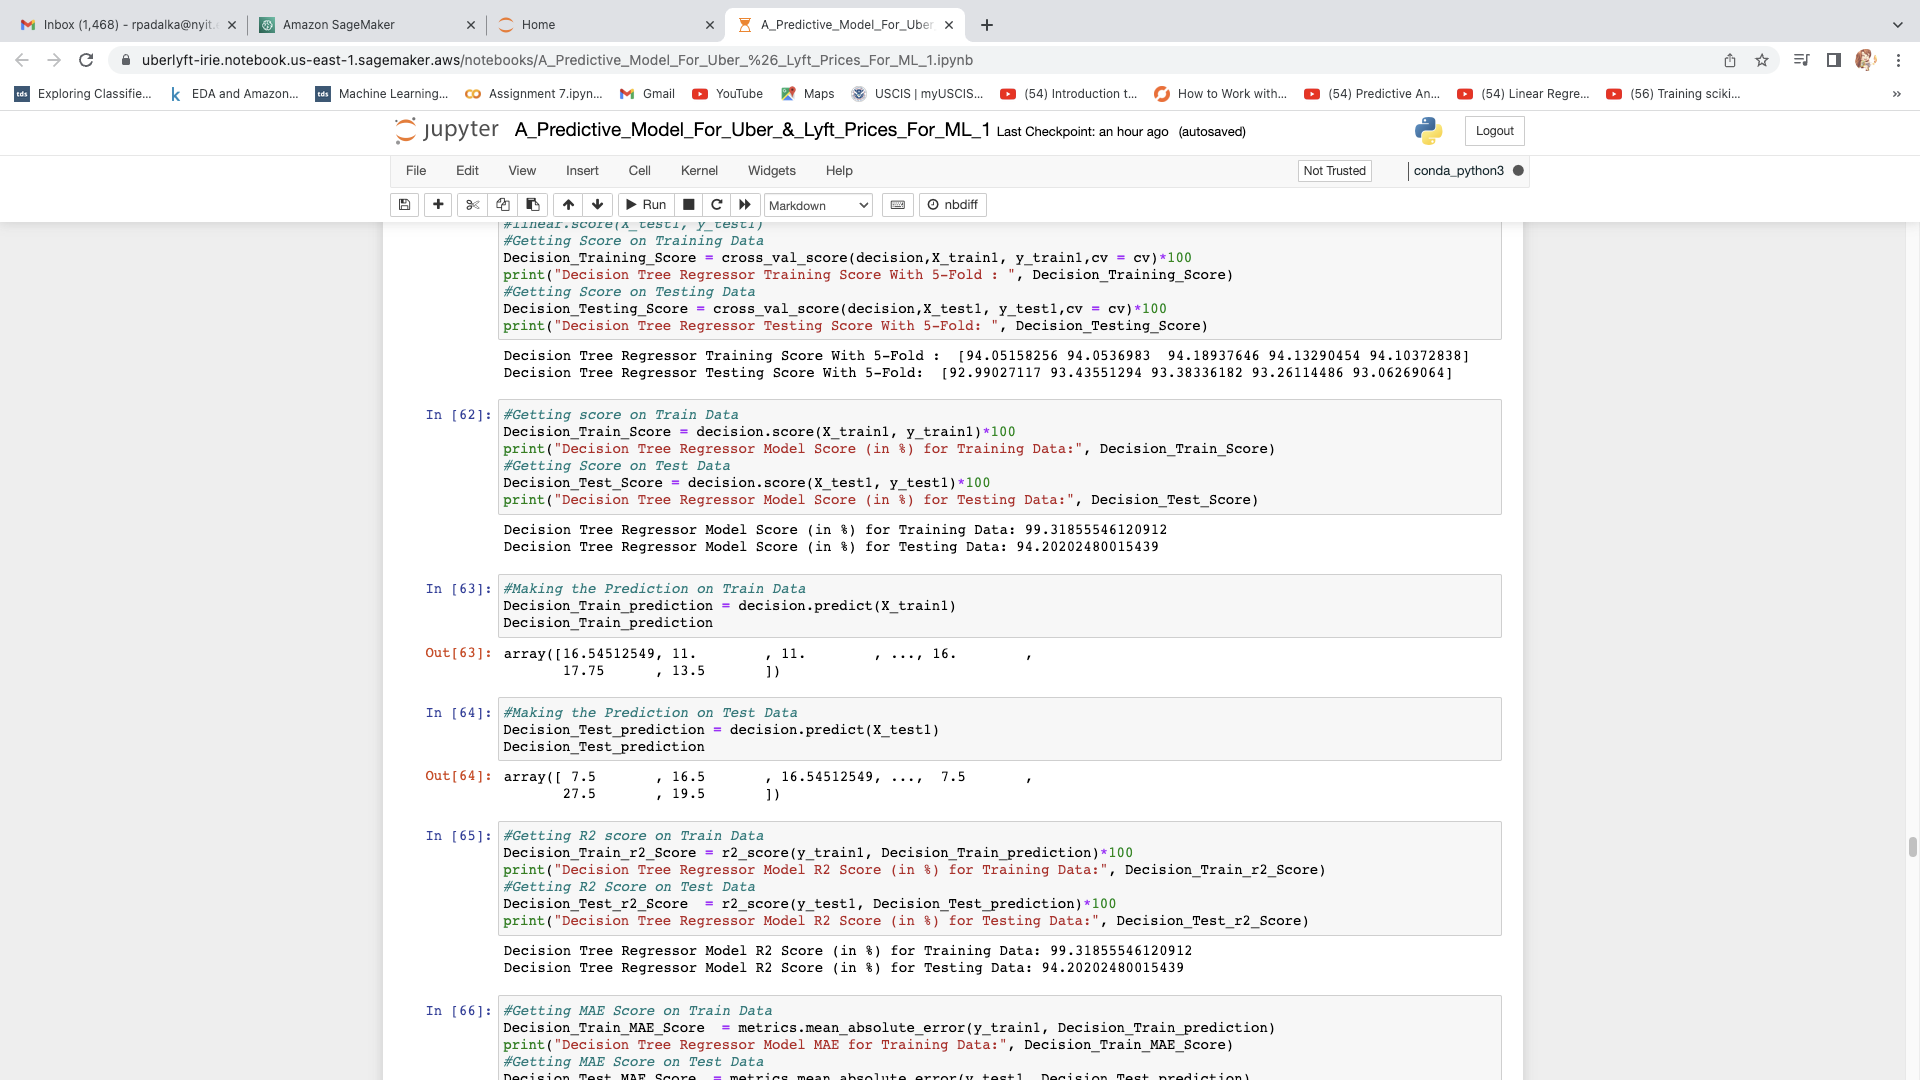 Inbox (1,468) - rpadalka@nyit.
Amazon SageMaker
Home
A_Predictive_Model_For_Uber
uberlyft-irie.notebook.us-east-1.sagemaker.aws/notebooks/A_Predictive_Model_For_Uber_%26_Lyft_Prices_For_ML_1.ipynb
tds Exploring Classifie... k EDA and Amazon... tds Machine Learning... Assignment 7.ipyn... Gmail YouTube Maps USCIS | myUSCIS... (54) Introduction t... How to Work with... (54) Predictive An... (54) Linear Regre... (56) Training sciki... »
jupyter A_Predictive_Model_For_Uber_&_Lyft_Prices_For_ML_1 Last Checkpoint: an hour ago (autosaved) Logout
File Edit View Insert Cell Kernel Widgets Help Not Trusted conda_python3
Run Markdown nbdiff
#linear.score(X_test1, y_test1)
#Getting Score on Training Data
Decision_Training_Score = cross_val_score(decision,X_train1, y_train1,cv = cv)*100
print("Decision Tree Regressor Training Score With 5-Fold : ", Decision_Training_Score)
#Getting Score on Testing Data
Decision_Testing_Score = cross_val_score(decision,X_test1, y_test1,cv = cv)*100
print("Decision Tree Regressor Testing Score With 5-Fold: ", Decision_Testing_Score)
Decision Tree Regressor Training Score With 5-Fold :  [94.05158256 94.0536983  94.18937646 94.13290454 94.10372838]
Decision Tree Regressor Testing Score With 5-Fold:  [92.99027117 93.43551294 93.38336182 93.26114486 93.06269064]
In [62]: #Getting score on Train Data
Decision_Train_Score = decision.score(X_train1, y_train1)*100
print("Decision Tree Regressor Model Score (in %) for Training Data:", Decision_Train_Score)
#Getting Score on Test Data
Decision_Test_Score = decision.score(X_test1, y_test1)*100
print("Decision Tree Regressor Model Score (in %) for Testing Data:", Decision_Test_Score)
Decision Tree Regressor Model Score (in %) for Training Data: 99.31855546120912
Decision Tree Regressor Model Score (in %) for Testing Data: 94.20202480015439
In [63]: #Making the Prediction on Train Data
Decision_Train_prediction = decision.predict(X_train1)
Decision_Train_prediction
Out[63]: array([16.54512549, 11.        , 11.        , ..., 16.        ,
17.75      , 13.5       ])
In [64]: #Making the Prediction on Test Data
Decision_Test_prediction = decision.predict(X_test1)
Decision_Test_prediction
Out[64]: array([ 7.5       , 16.5       , 16.54512549, ...,  7.5       ,
27.5       , 19.5       ])
In [65]: #Getting R2 score on Train Data
Decision_Train_r2_Score = r2_score(y_train1, Decision_Train_prediction)*100
print("Decision Tree Regressor Model R2 Score (in %) for Training Data:", Decision_Train_r2_Score)
#Getting R2 Score on Test Data
Decision_Test_r2_Score  = r2_score(y_test1, Decision_Test_prediction)*100
print("Decision Tree Regressor Model R2 Score (in %) for Testing Data:", Decision_Test_r2_Score)
Decision Tree Regressor Model R2 Score (in %) for Training Data: 99.31855546120912
Decision Tree Regressor Model R2 Score (in %) for Testing Data: 94.20202480015439
In [66]: #Getting MAE Score on Train Data
Decision_Train_MAE_Score  = metrics.mean_absolute_error(y_train1, Decision_Train_prediction)
print("Decision Tree Regressor Model MAE for Training Data:", Decision_Train_MAE_Score)
#Getting MAE Score on Test Data
Decision_Test_MAE_Score  = metrics.mean_absolute_error(y_test1, Decision_Test_prediction)